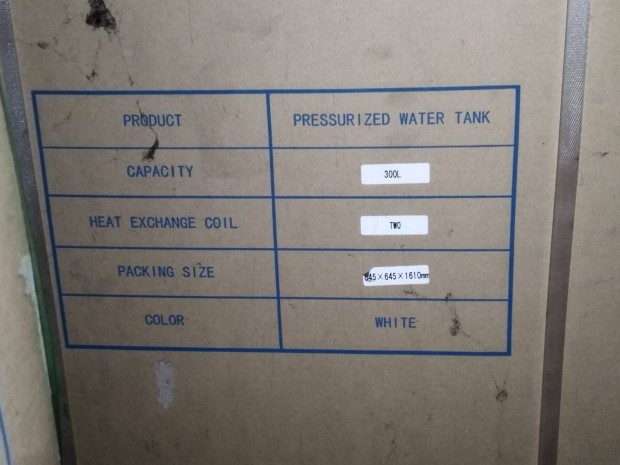 PRODUCT PRESSURIZED WATER TANK
CAPACITY 300L
HEAT EXCHANGE COIL TWO
PACKING SIZE 645×645×1610mm
COLOR WHITE